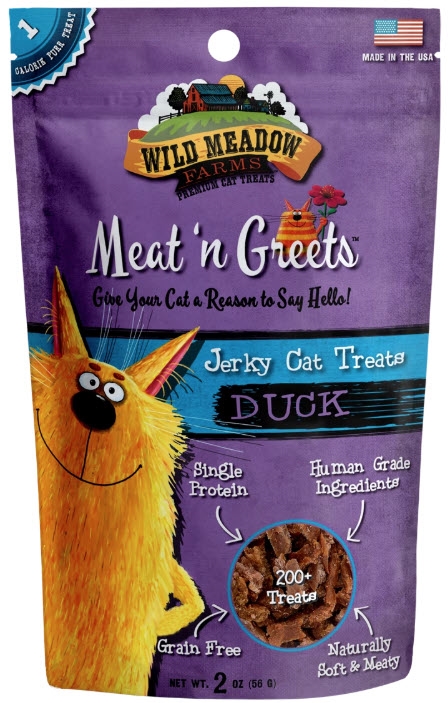 1
CALORIE PURR TREAT
MADE IN THE USA
WILD MEADOW
FARMS
PREMIUM CAT TREATS
Meat 'n Greets™
Give Your Cat a Reason to Say Hello!
Jerky Cat Treats
DUCK
Single
Protein
Human Grade
Ingredients
200+
Treats
Grain Free
Naturally
Soft & Meaty
NET WT. 2 OZ (56 G)